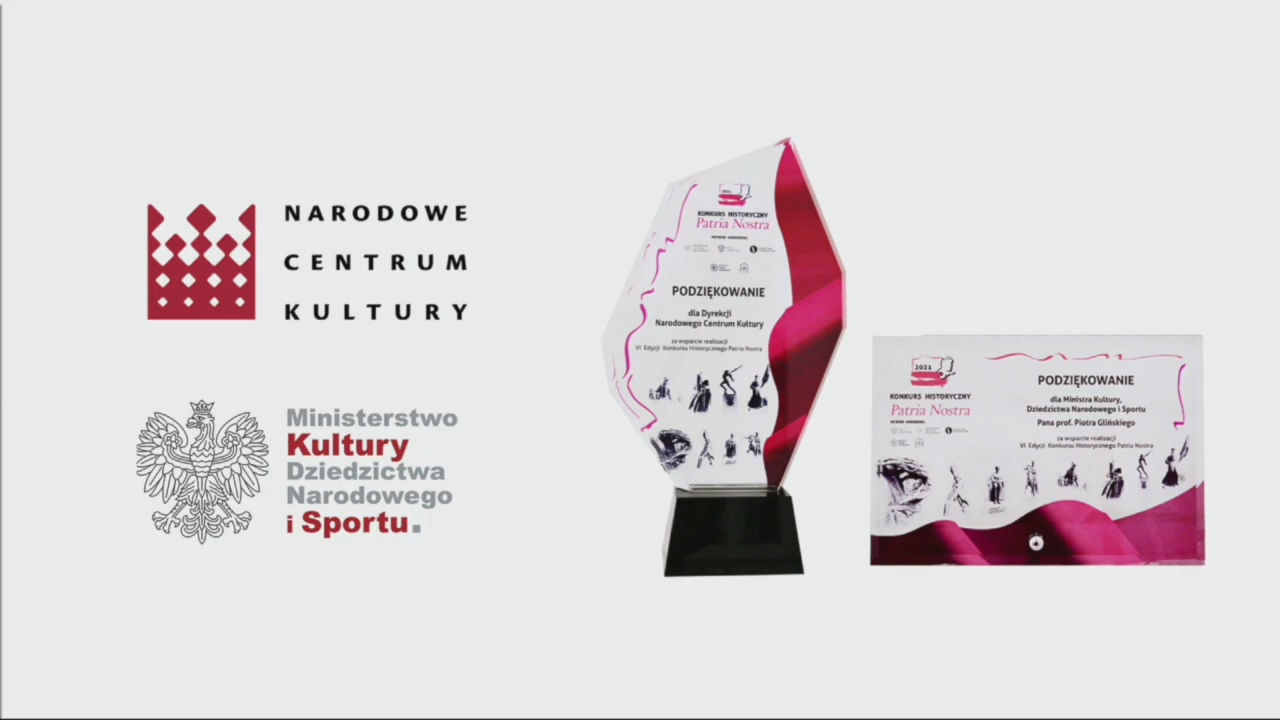 NARODOWE
CENTRUM
KULTURY
Ministerstwo
Kultury
Dziedzictwa
Narodowego
i Sportu.
2021
KONKURS HISTORYCZNY
Patria Nostra
PODZIĘKOWANIE
dla Dyrekcji
Narodowego Centrum Kultury
za wsparcie realizacji
VI Edycji Konkursu Historycznego Patria Nostra
2021
KONKURS HISTORYCZNY
Patria Nostra
PODZIĘKOWANIE
dla Ministra Kultury,
Dziedzictwa Narodowego i Sportu
Pana prof. Piotra Glińskiego
za wsparcie realizacji
VI Edycji Konkursu Historycznego Patria Nostra